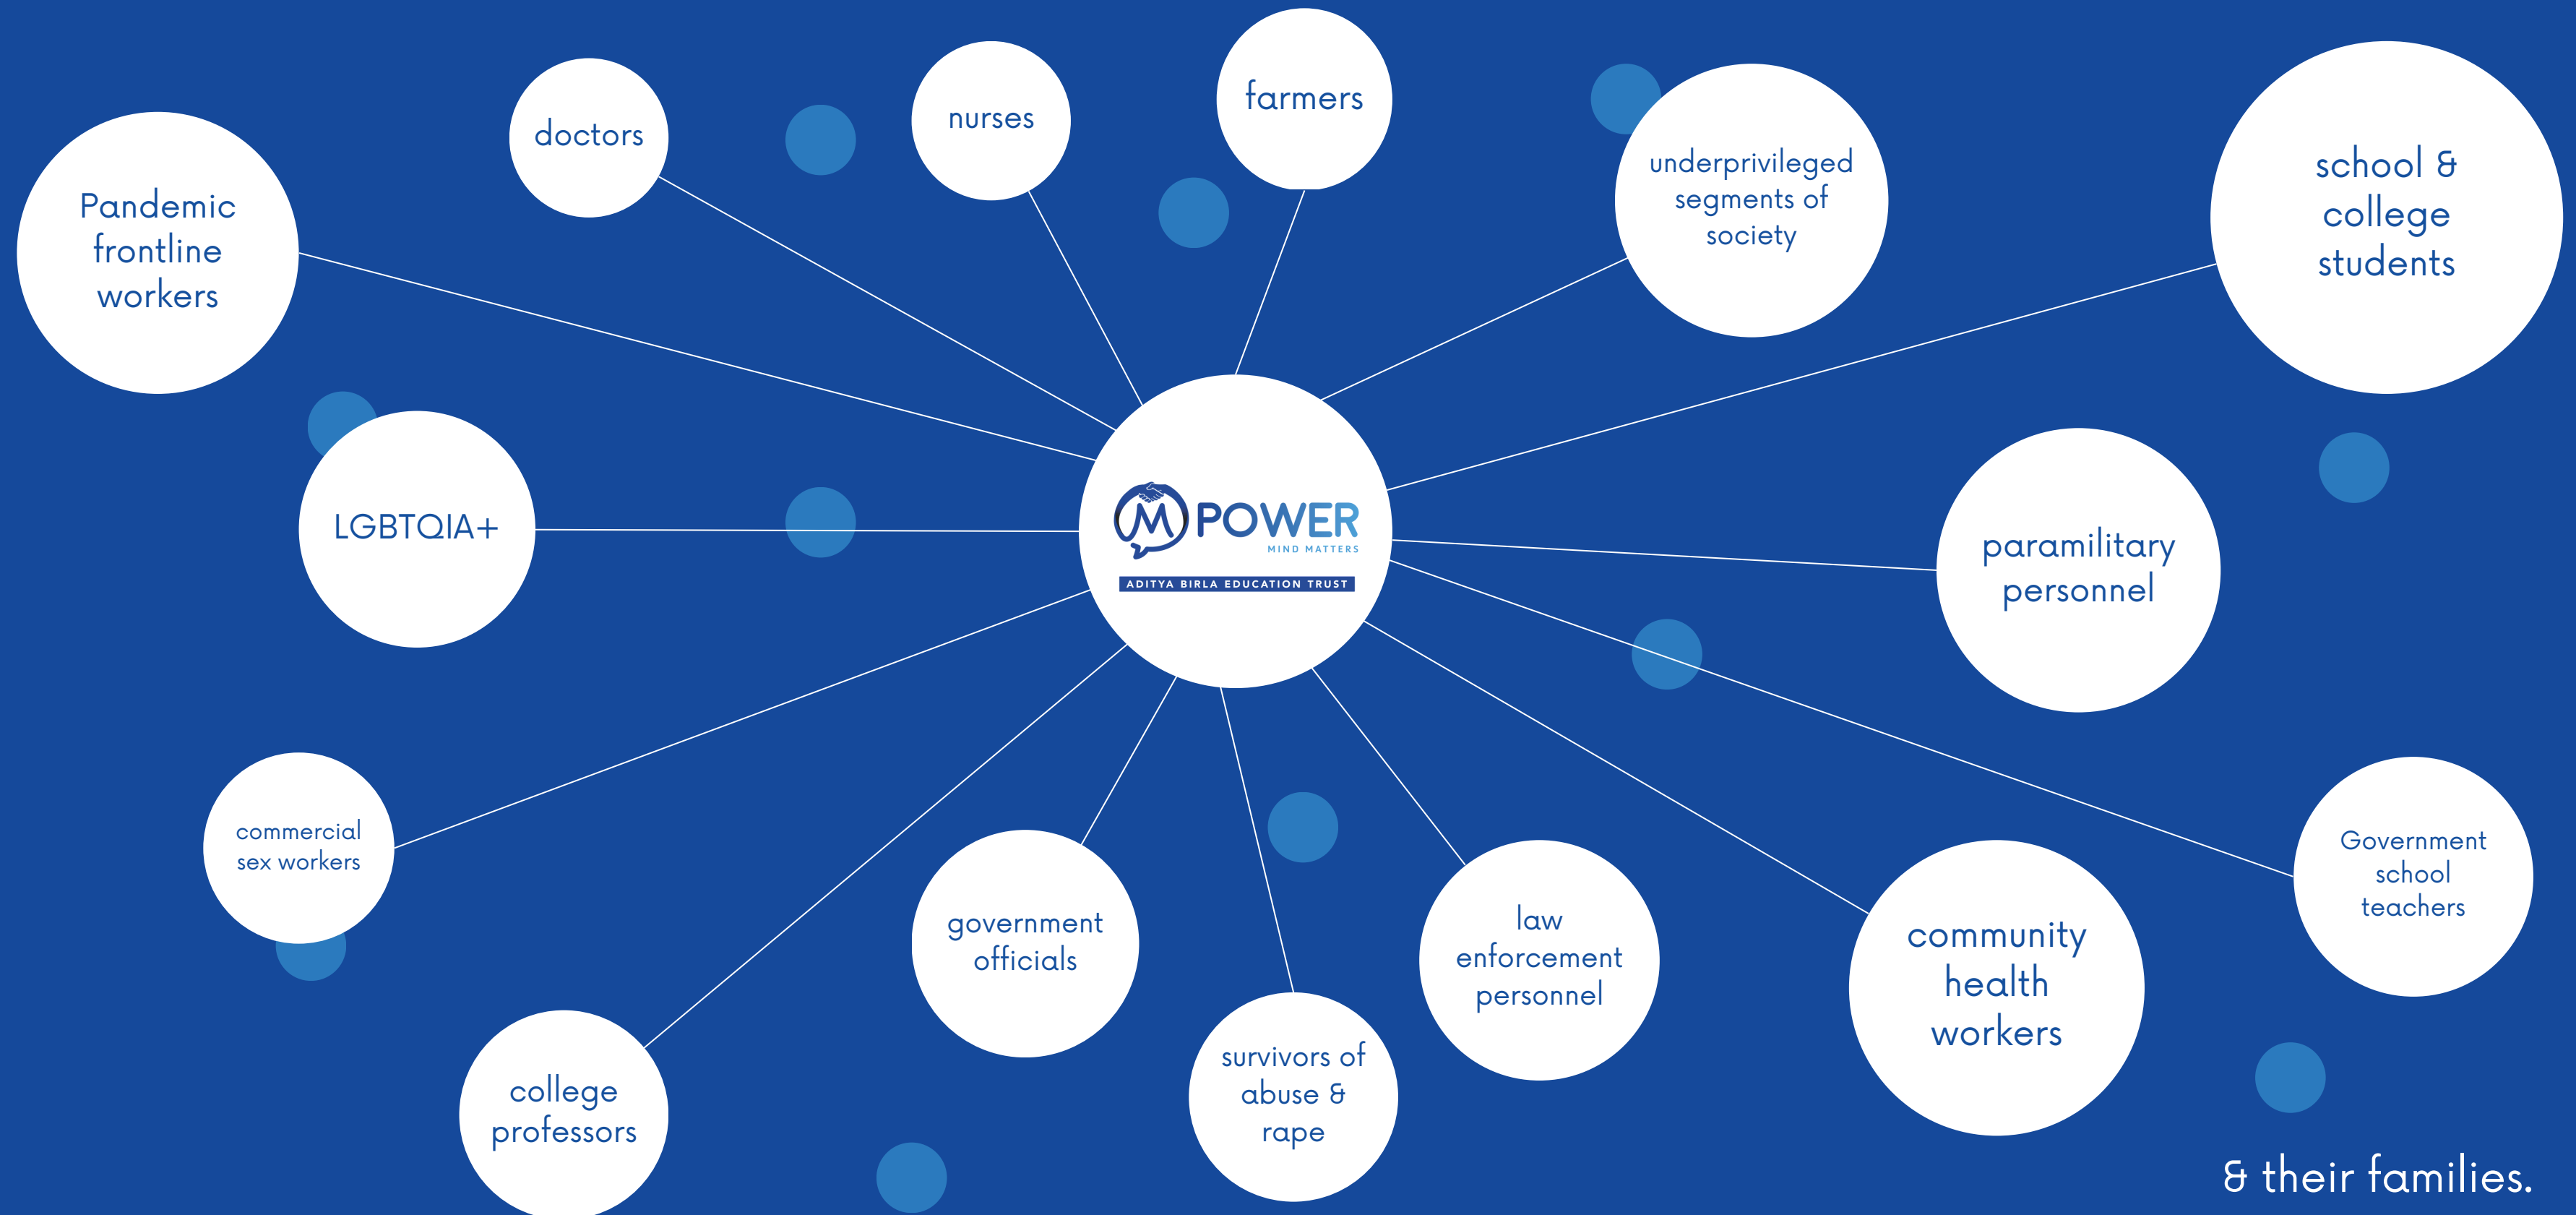 Pandemic
frontline
workers
doctors
nurses
farmers
underprivileged
segments of
society
school &
college
students
LGBTQIA+
M POWER
MIND MATTERS
ADITYA BIRLA EDUCATION TRUST
paramilitary
personnel
commercial
sex workers
government
officials
law
enforcement
personnel
community
health
workers
Government
school
teachers
college
professors
survivors of
abuse &
rape
& their families.